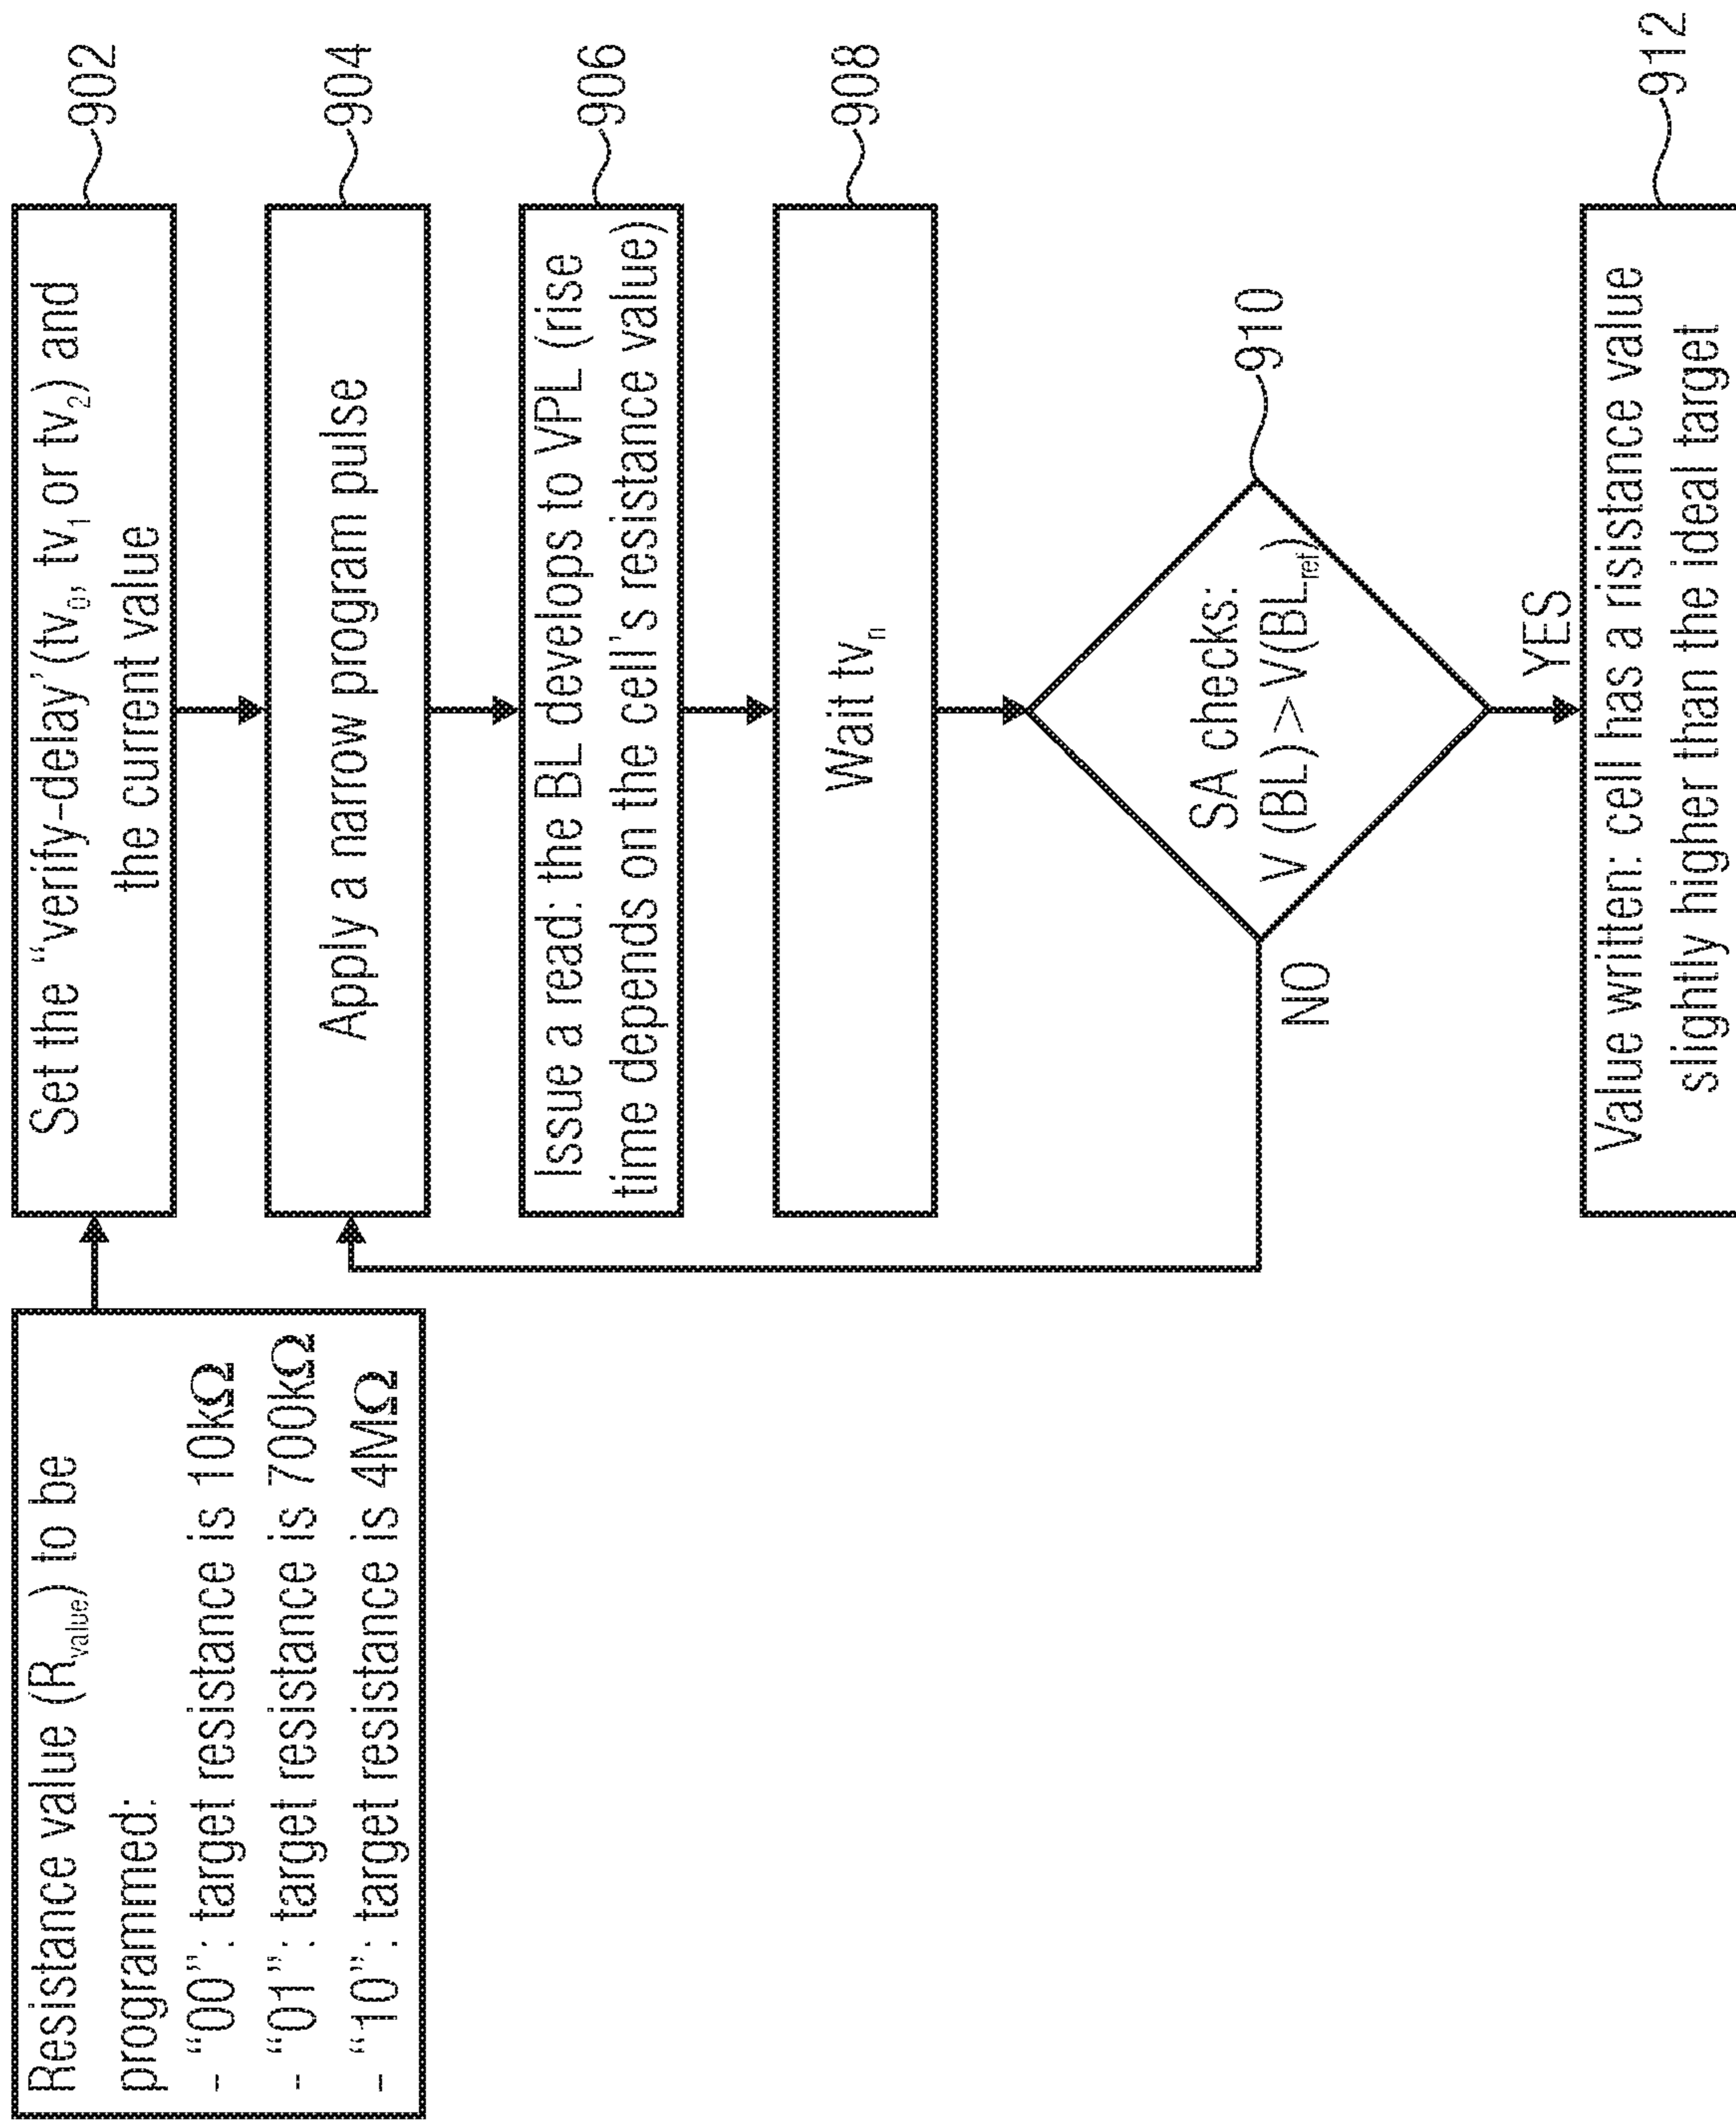 Resistance value (R_value) to be
programmed:
- “00”: target resistance is 10kΩ
- “01”: target resistance is 700kΩ
- “10”: target resistance is 4MΩ
Set the “verify-delay’ (tv₀, tv₁ or tv₂) and
the current value
902
Apply a narrow program pulse
904
Issue a read: the BL develops to VPL (rise
time depends on the cell's resistance value)
906
Wait tvₙ
908
SA checks:
V (BL) > V(BL_ref)
910
NO
YES
Value written: cell has a risistance value
slightly higher than the ideal target
912